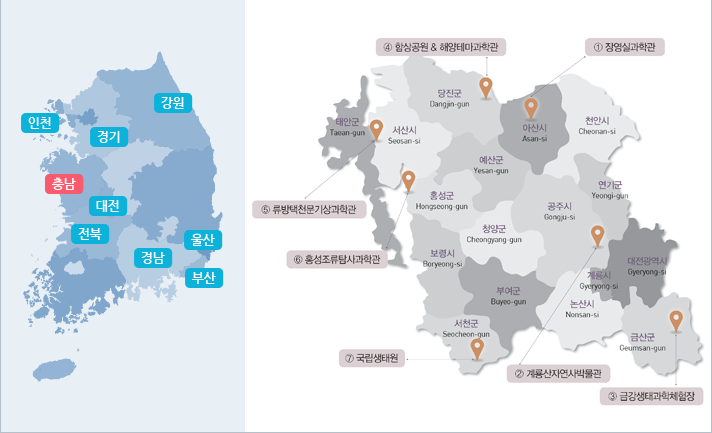 강원
인천
경기
충남
대전
전북
울산
경남
부산
④ 함상공원 & 해양테마과학관
① 장영실과학관
당진군
Dangjin-gun
태안군
Taean-gun
서산시
Seosan-si
아산시
Asan-si
천안시
Cheonan-si
예산군
Yesan-gun
연기군
Yeongi-gun
홍성군
Hongseong-gun
공주시
Gongju-si
⑤ 류방택천문기상과학관
청양군
Cheongyang-gun
⑥ 홍성조류탐사과학관
보령시
Boryeong-si
대전광역시
Gyeryong-si
계룡시
Gyeryong-si
부여군
Buyeo-gun
논산시
Nonsan-si
서천군
Seocheon-gun
금산군
Geumsan-gun
⑦ 국립생태원
② 계룡산자연사박물관
③ 금강생태과학체험장